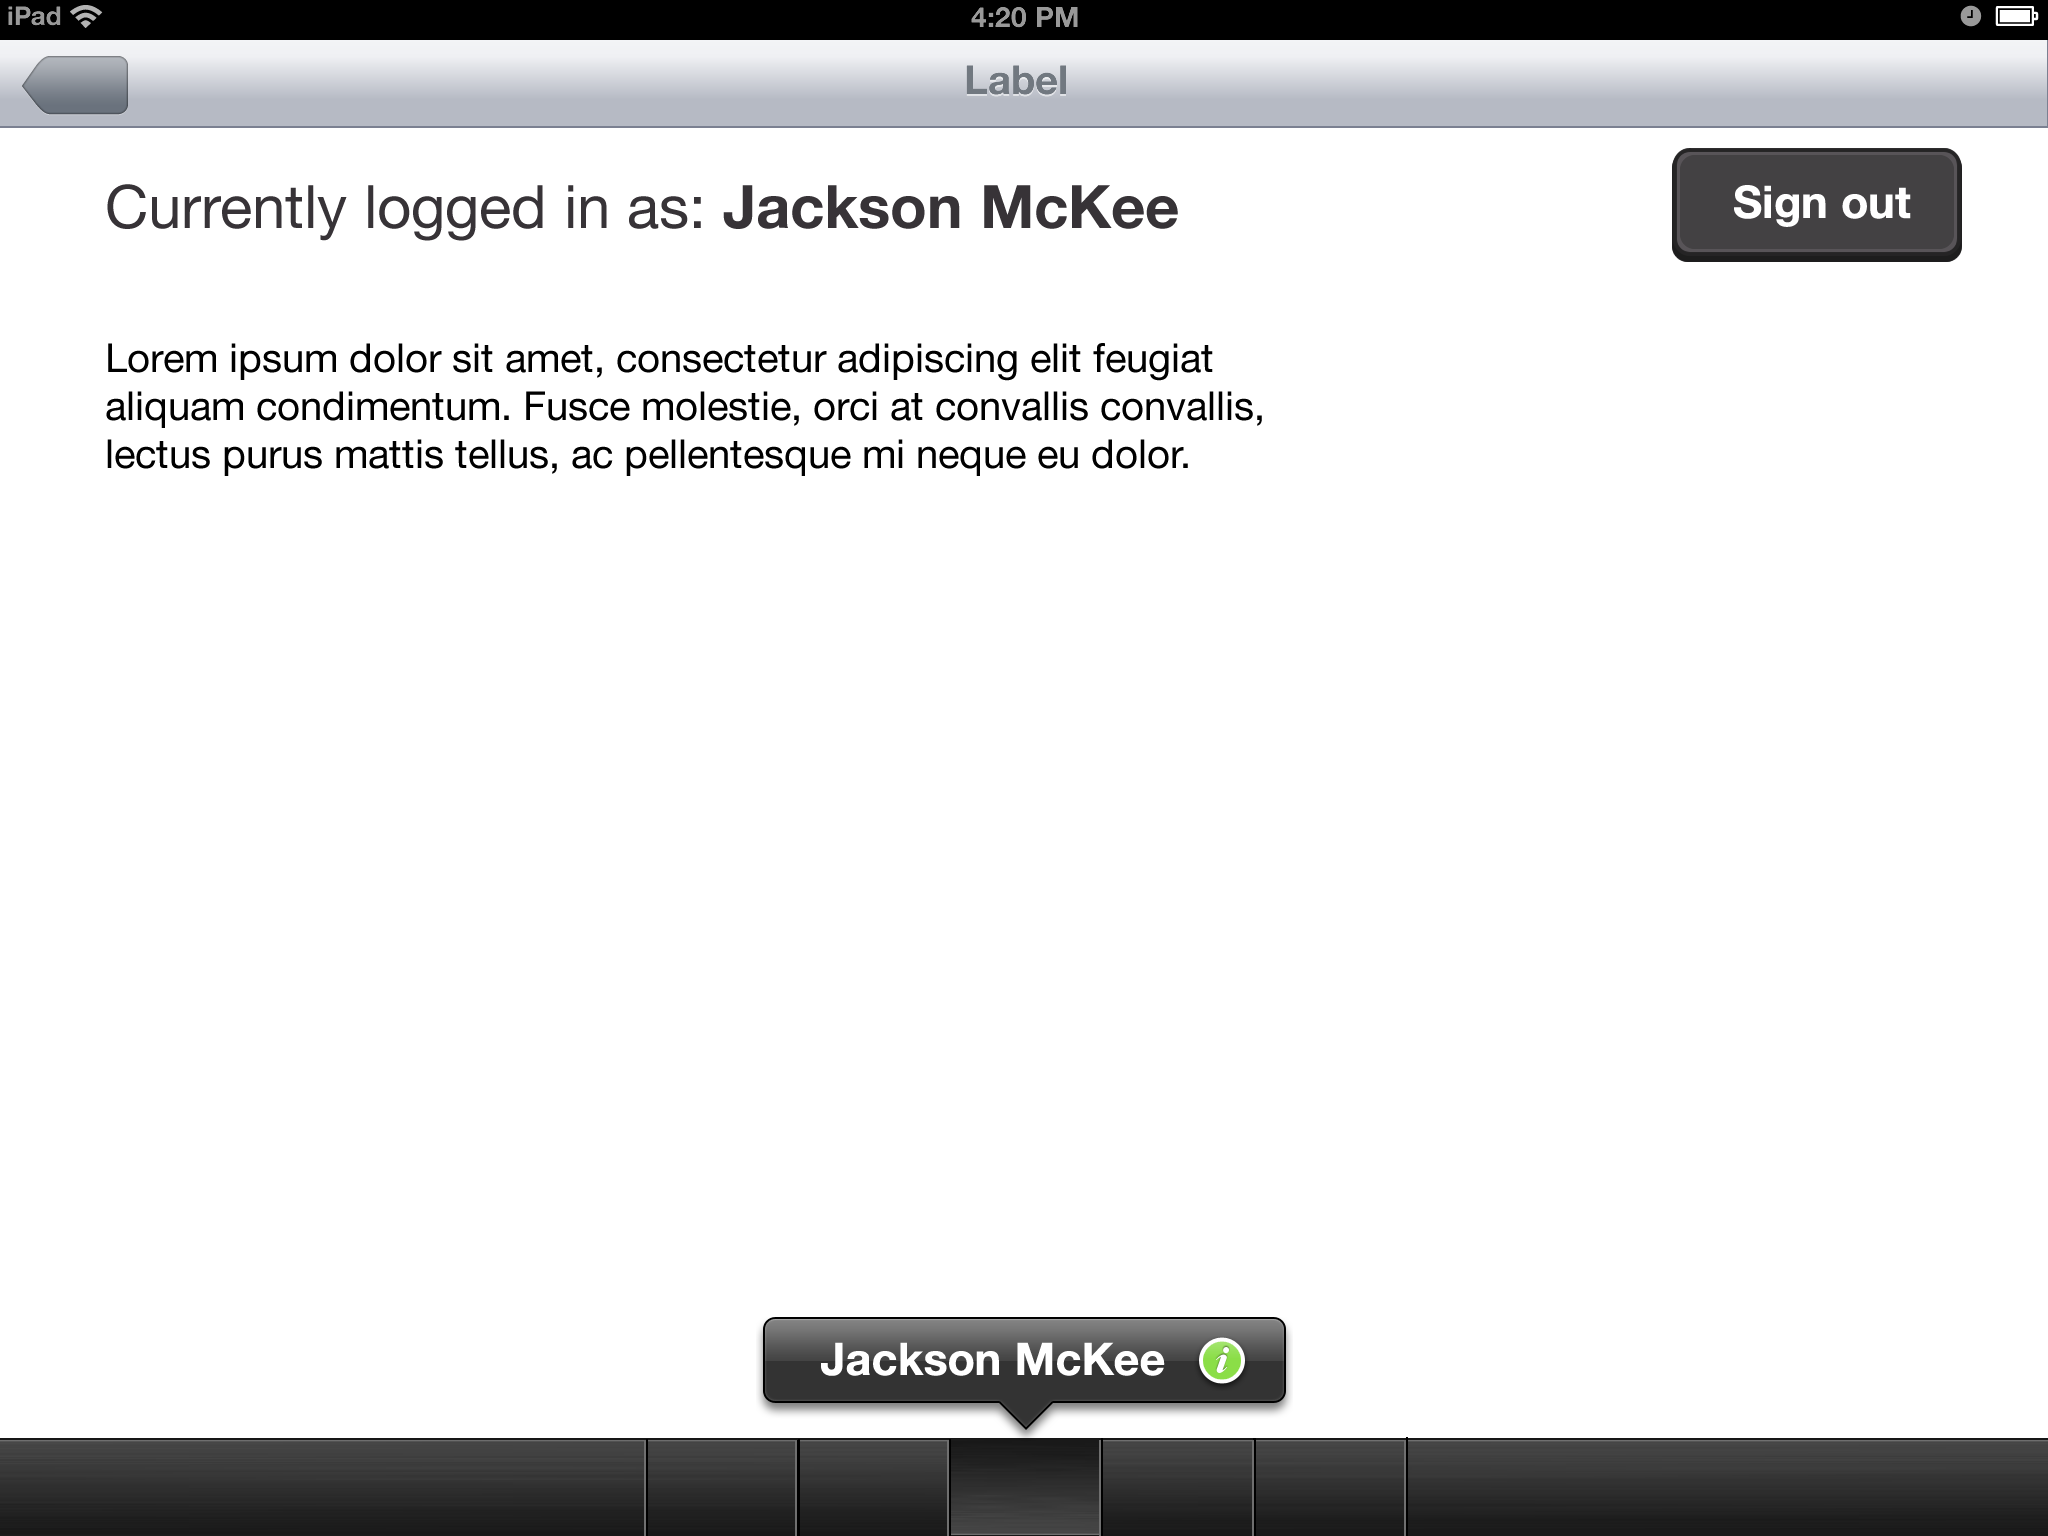 iPad
4:20 PM
Label
Currently logged in as: Jackson McKee
Sign out
Lorem ipsum dolor sit amet, consectetur adipiscing elit feugiat
aliquam condimentum. Fusce molestie, orci at convallis convallis,
lectus purus mattis tellus, ac pellentesque mi neque eu dolor.
Jackson McKee
i